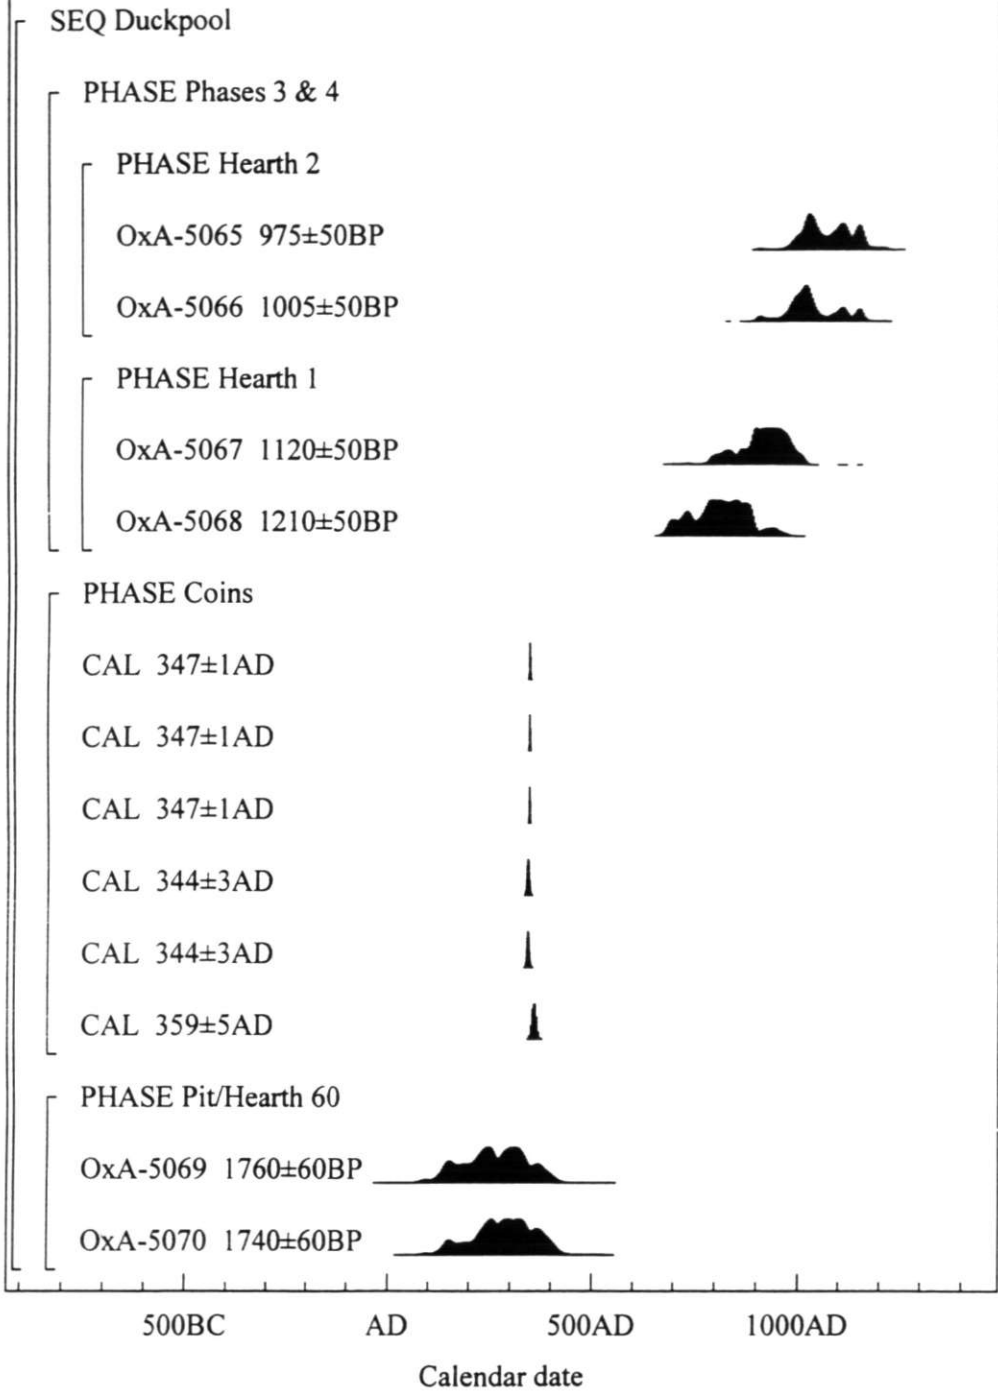 SEQ Duckpool
PHASE Phases 3 & 4
PHASE Hearth 2
OxA-5065 975±50BP
OxA-5066 1005±50BP
PHASE Hearth 1
OxA-5067 1120±50BP
OxA-5068 1210±50BP
PHASE Coins
CAL 347±1AD
CAL 347±1AD
CAL 347±1AD
CAL 344±3AD
CAL 344±3AD
CAL 359±5AD
PHASE Pit/Hearth 60
OxA-5069 1760±60BP
OxA-5070 1740±60BP
500BC AD 500AD 1000AD
Calendar date